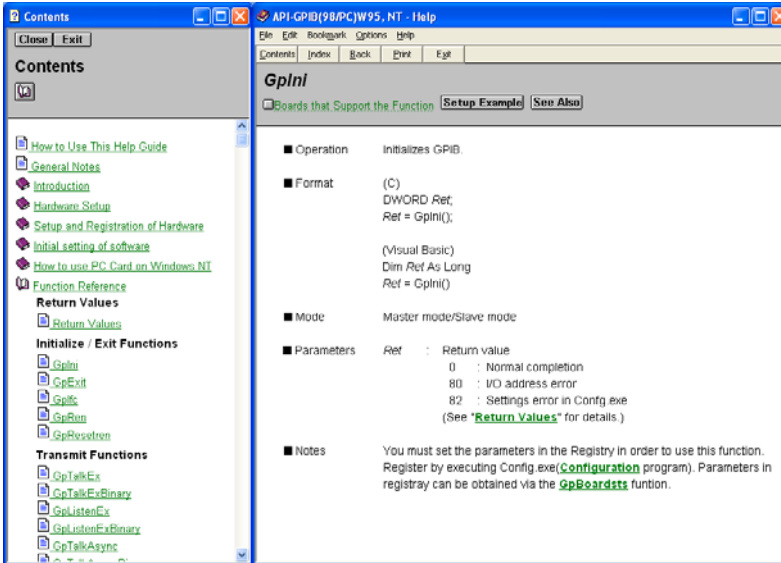 Contents
Close
Exit
Contents
How to Use This Help Guide
General Notes
Introduction
Hardware Setup
Setup and Registration of Hardware
Initial setting of software
How to use PC Card on Windows NT
Function Reference
Return Values
Return Values
Initialize / Exit Functions
GpIni
GpExit
GpIfc
GpRen
GpResetren
Transmit Functions
GpTalkEx
GpTalkExBinary
GpListenEx
GpListenExBinary
GpTalkAsync
API-GPIB(98/PC)W95, NT - Help
File Edit Bookmark Options Help
Contents Index Back Print Exit
GpIni
Boards that Support the Function Setup Example See Also
■ Operation Initializes GPIB.
■ Format (C)
DWORD Ret;
Ret = GpIni();
(Visual Basic)
Dim Ret As Long
Ret = GpIni()
■ Mode Master mode/Slave mode
■ Parameters Ret : Return value
0 : Normal completion
80 : I/O address error
82 : Settings error in Confg.exe
(See "Return Values" for details.)
■ Notes You must set the parameters in the Registry in order to use this function.
Register by executing Config.exe(Configuration program). Parameters in
registray can be obtained via the GpBoardsts funtion.